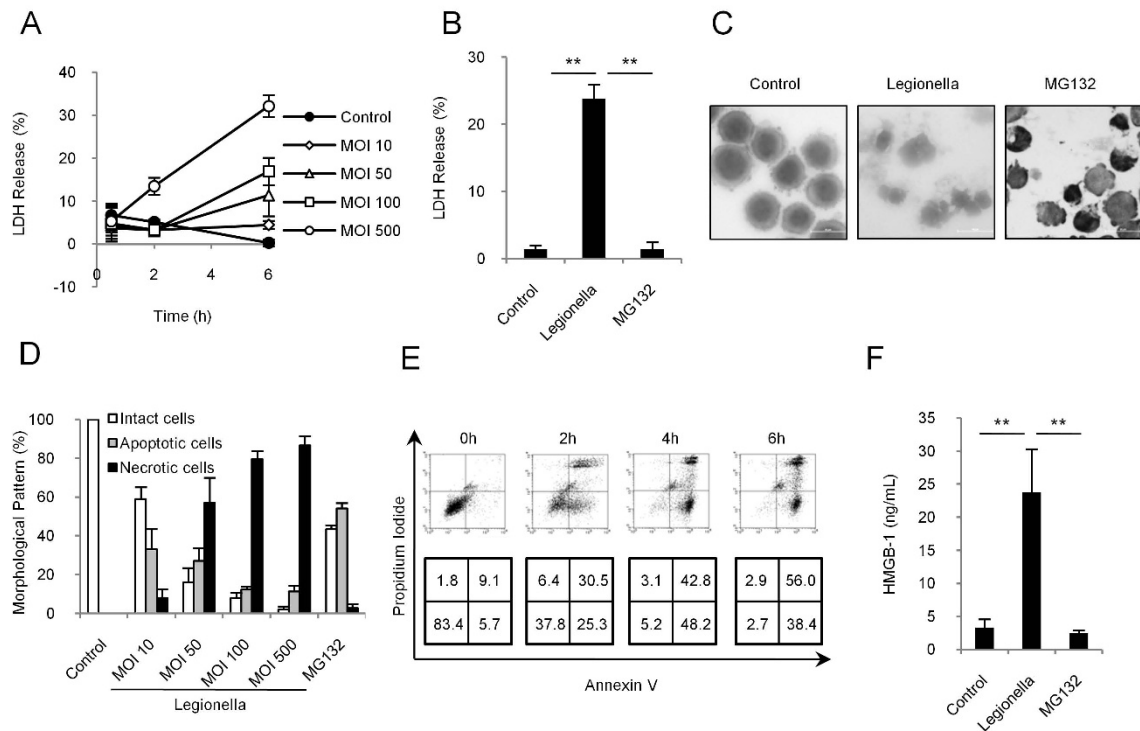 A
LDH Release (%)
40
30
20
10
0
-10
0
2
4
6
Time (h)
Control
MOI 10
MOI 50
MOI 100
MOI 500
B
LDH Release (%)
30
20
10
0
** **
Control
Legionella
MG132
C
Control Legionella MG132
D
Morphological Pattern (%)
100
80
60
40
20
0
Intact cells
Apoptotic cells
Necrotic cells
Control
MOI 10
MOI 50
MOI 100
MOI 500
MG132
Legionella
E
Propidium Iodide
0h 2h 4h 6h
1.8 9.1 6.4 30.5 3.1 42.8 2.9 56.0
83.4 5.7 37.8 25.3 5.2 48.2 2.7 38.4
Annexin V
F
HMGB-1 (ng/mL)
35
30
25
20
15
10
5
0
** **
Control
Legionella
MG132